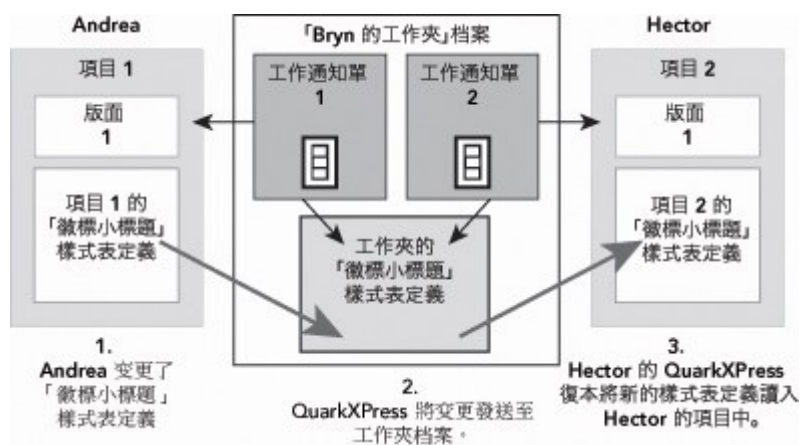 Andrea
項目 1
版面
1
項目 1 的
「徽標小標題」
樣式表定義
1.
Andrea 变更了
「徽標小標題」
樣式表定義
「Bryn 的工作夾」档案
工作通知單
1
工作通知單
2
工作夾的
「徽標小標題」
樣式表定義
2.
QuarkXPress 將变更發送至
工作夾档案。
Hector
項目 2
版面
1
項目 2 的
「徽標小標題」
樣式表定義
3.
Hector 的 QuarkXPress
復本將新的樣式表定義讀入
Hector 的項目中。